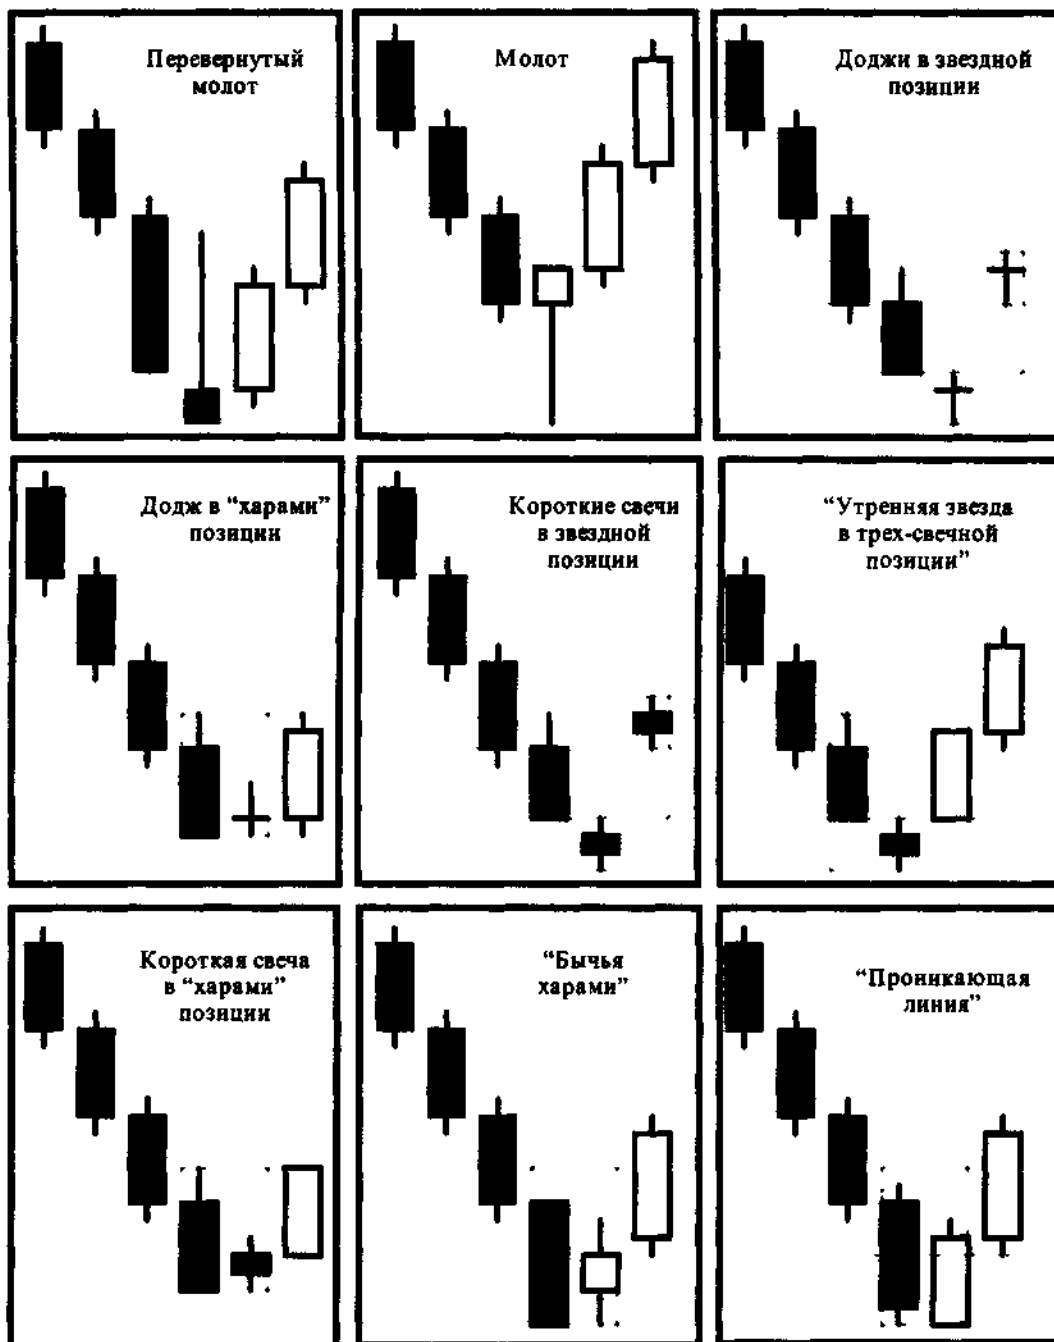 Перевернутый
молот
Молот
Доджи в звездной
позиции
Додж в “харами”
позиции
Короткие свечи
в звездной
позиции
“Утренняя звезда
в трех-свечной
позиции”
Короткая свеча
в “харами”
позиции
“Бычья
харами”
“Проникающая
линия”